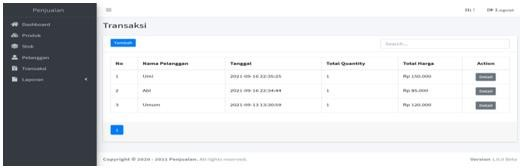 Penjualan
Hi !
Logout
Dashboard
Produk
Stok
Pelanggan
Transaksi
Laporan
Transaksi
Tambah
Search...
No Nama Pelanggan Tanggal Total Quantity Total Harga Action
1 Umi 2021-09-16 22:35:25 1 Rp 150.000 Detail
2 Abi 2021-09-16 22:34:44 1 Rp 85.000 Detail
3 Umum 2021-09-13 13:30:59 1 Rp 120.000 Detail
1
Copyright © 2020 - 2021 Penjualan. All rights reserved.
Version 1.0.0 Beta